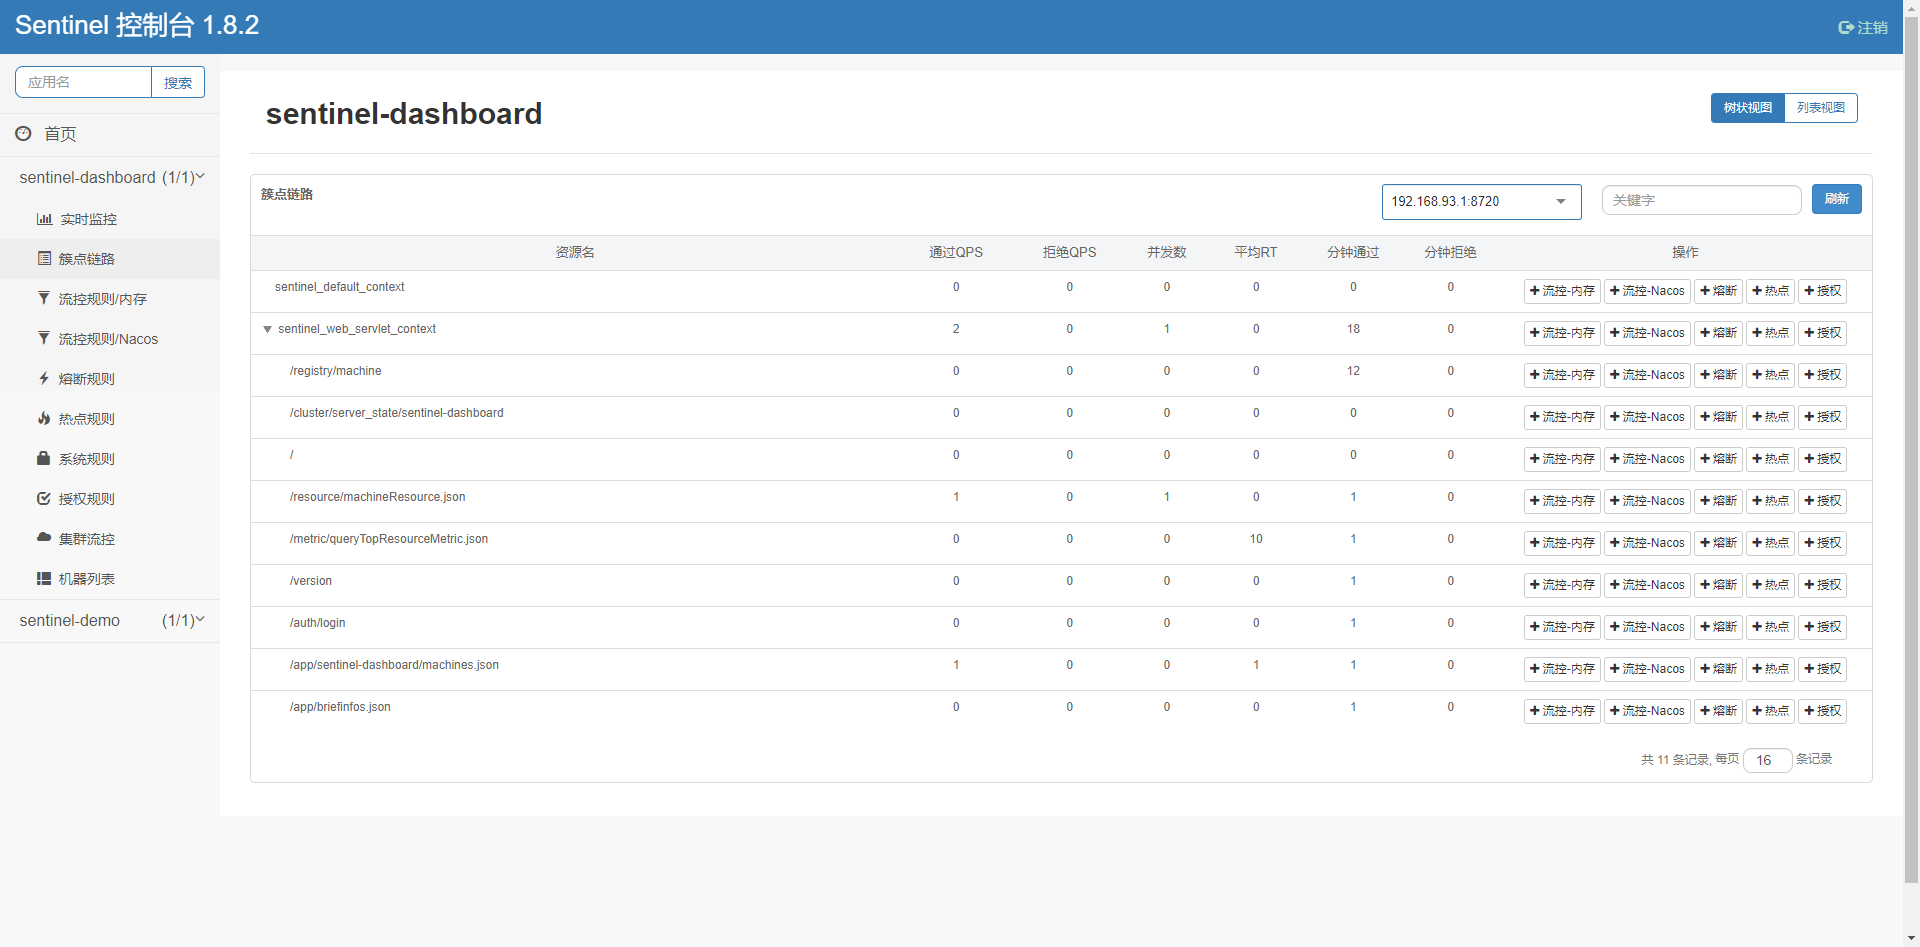 Sentinel 控制台 1.8.2
注销
应用名 搜索
首页
sentinel-dashboard (1/1)
实时监控
簇点链路
流控规则/内存
流控规则/Nacos
熔断规则
热点规则
系统规则
授权规则
集群流控
机器列表
sentinel-demo (1/1)
sentinel-dashboard
树状视图 列表视图
簇点链路 192.168.93.1:8720 关键字 刷新
资源名 通过QPS 拒绝QPS 并发数 平均RT 分钟通过 分钟拒绝 操作
sentinel_default_context 0 0 0 0 0 0 流控-内存 流控-Nacos 熔断 热点 授权
sentinel_web_servlet_context 2 0 1 0 18 0 流控-内存 流控-Nacos 熔断 热点 授权
/registry/machine 0 0 0 0 12 0 流控-内存 流控-Nacos 熔断 热点 授权
/cluster/server_state/sentinel-dashboard 0 0 0 0 0 0 流控-内存 流控-Nacos 熔断 热点 授权
/ 0 0 0 0 0 0 流控-内存 流控-Nacos 熔断 热点 授权
/resource/machineResource.json 1 0 1 0 1 0 流控-内存 流控-Nacos 熔断 热点 授权
/metric/queryTopResourceMetric.json 0 0 0 10 1 0 流控-内存 流控-Nacos 熔断 热点 授权
/version 0 0 0 0 1 0 流控-内存 流控-Nacos 熔断 热点 授权
/auth/login 0 0 0 0 1 0 流控-内存 流控-Nacos 熔断 热点 授权
/app/sentinel-dashboard/machines.json 1 0 0 1 1 0 流控-内存 流控-Nacos 熔断 热点 授权
/app/briefinfos.json 0 0 0 0 1 0 流控-内存 流控-Nacos 熔断 热点 授权
共 11 条记录, 每页 16 条记录